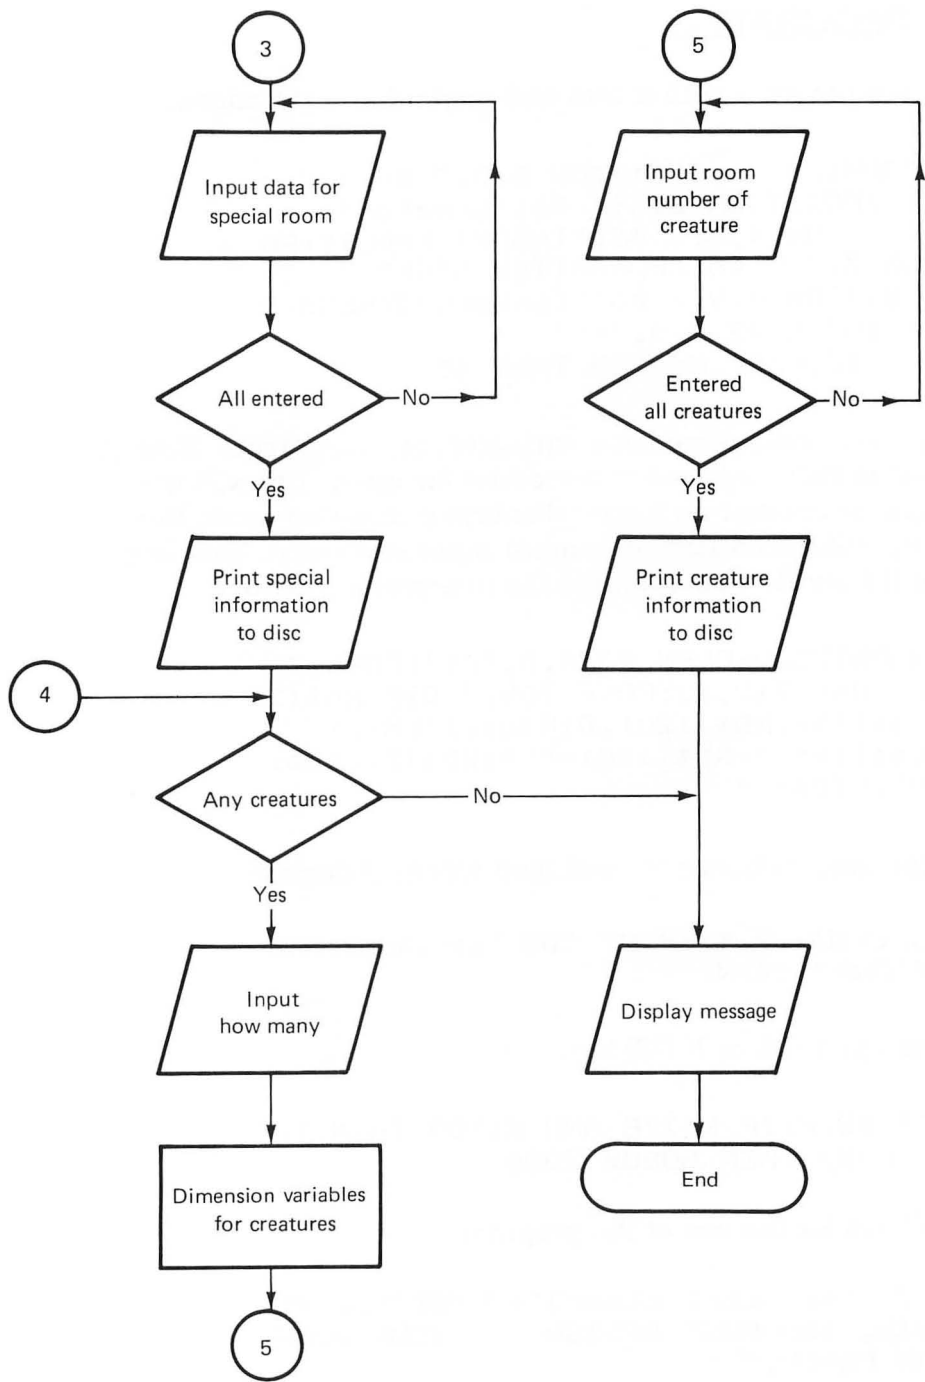 3
Input data for
special room
All entered
No
Yes
Print special
information
to disc
4
Any creatures
No
Yes
Input
how many
Dimension variables
for creatures
5
5
Input room
number of
creature
Entered
all creatures
No
Yes
Print creature
information
to disc
Display message
End